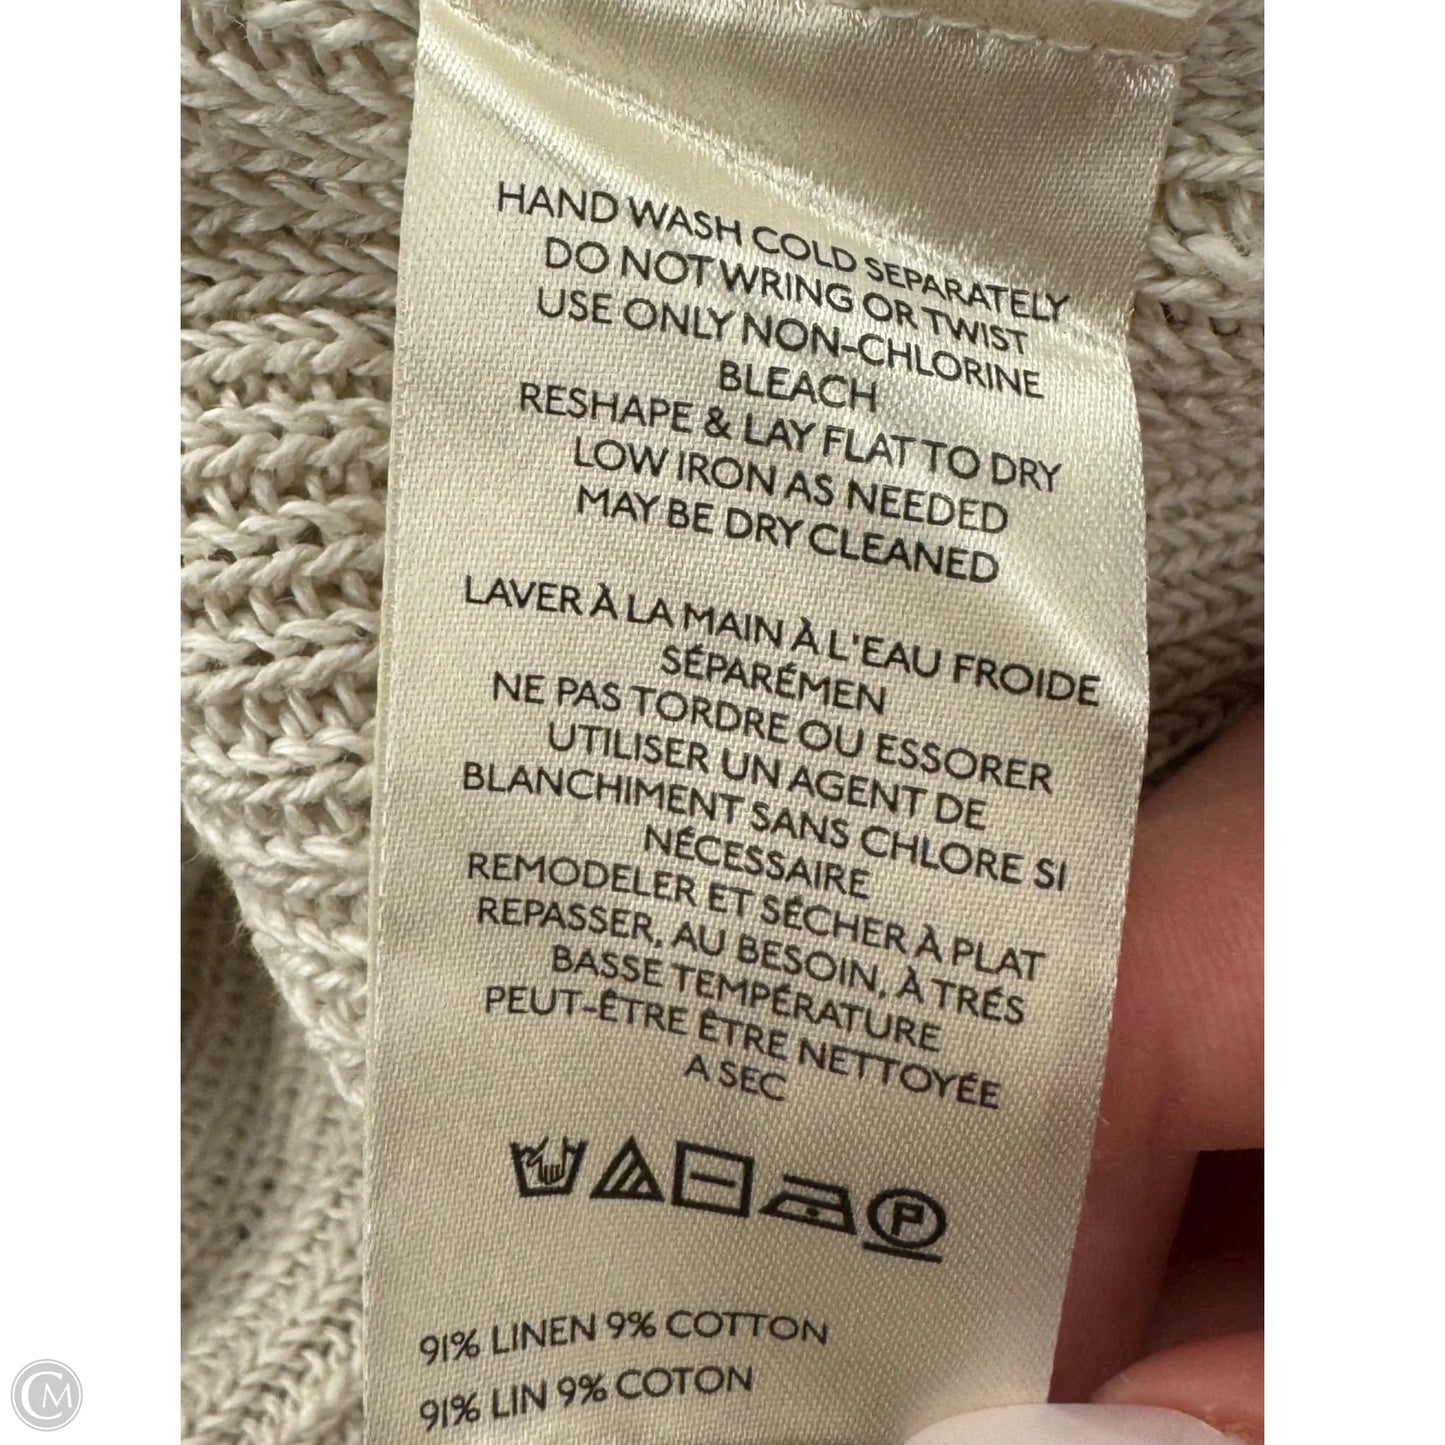 HAND WASH COLD SEPARATELY
DO NOT WRING OR TWIST
USE ONLY NON-CHLORINE
BLEACH
RESHAPE & LAY FLAT TO DRY
LOW IRON AS NEEDED
MAY BE DRY CLEANED
LAVER À LA MAIN À L'EAU FROIDE
SÉPARÉMEN
NE PAS TORDRE OU ESSORER
UTILISER UN AGENT DE
BLANCHIMENT SANS CHLORE SI
NÉCESSAIRE
REMODELER ET SÉCHER À PLAT
REPASSER, AU BESOIN, À TRÉS
BASSE TEMPÉRATURE
PEUT-ÊTRE ÊTRE NETTOYÉE
A SEC
P
91% LINEN 9% COTTON
91% LIN 9% COTON
CM